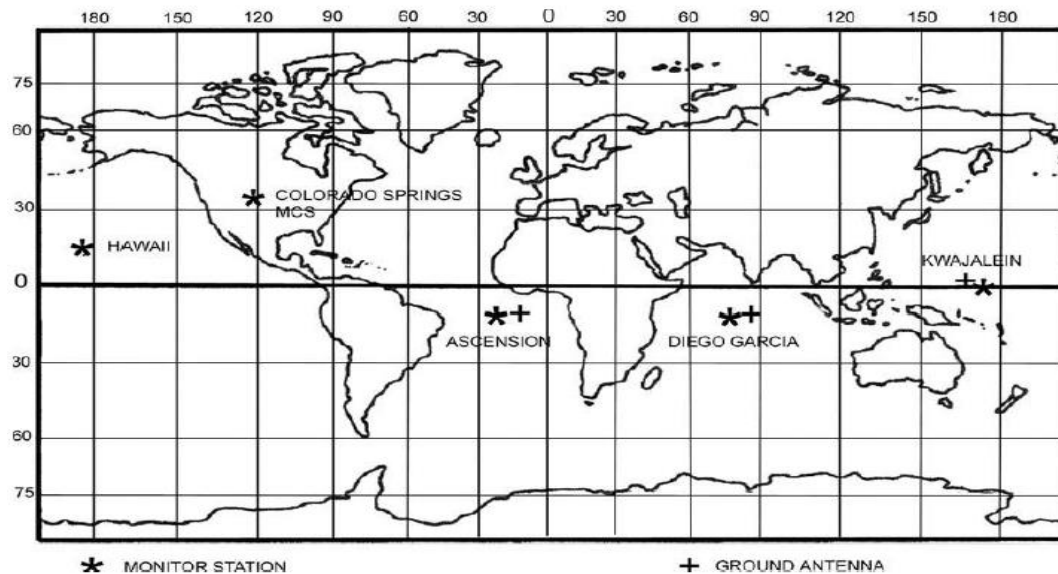 180 150 120 90 60 30 0 30 60 90 120 150 180
75
60
30
0
30
60
75
COLORADO SPRINGS
MCS
HAWAII
KWAJALEIN
ASCENSION
DIEGO GARCIA
MONITOR STATION
GROUND ANTENNA